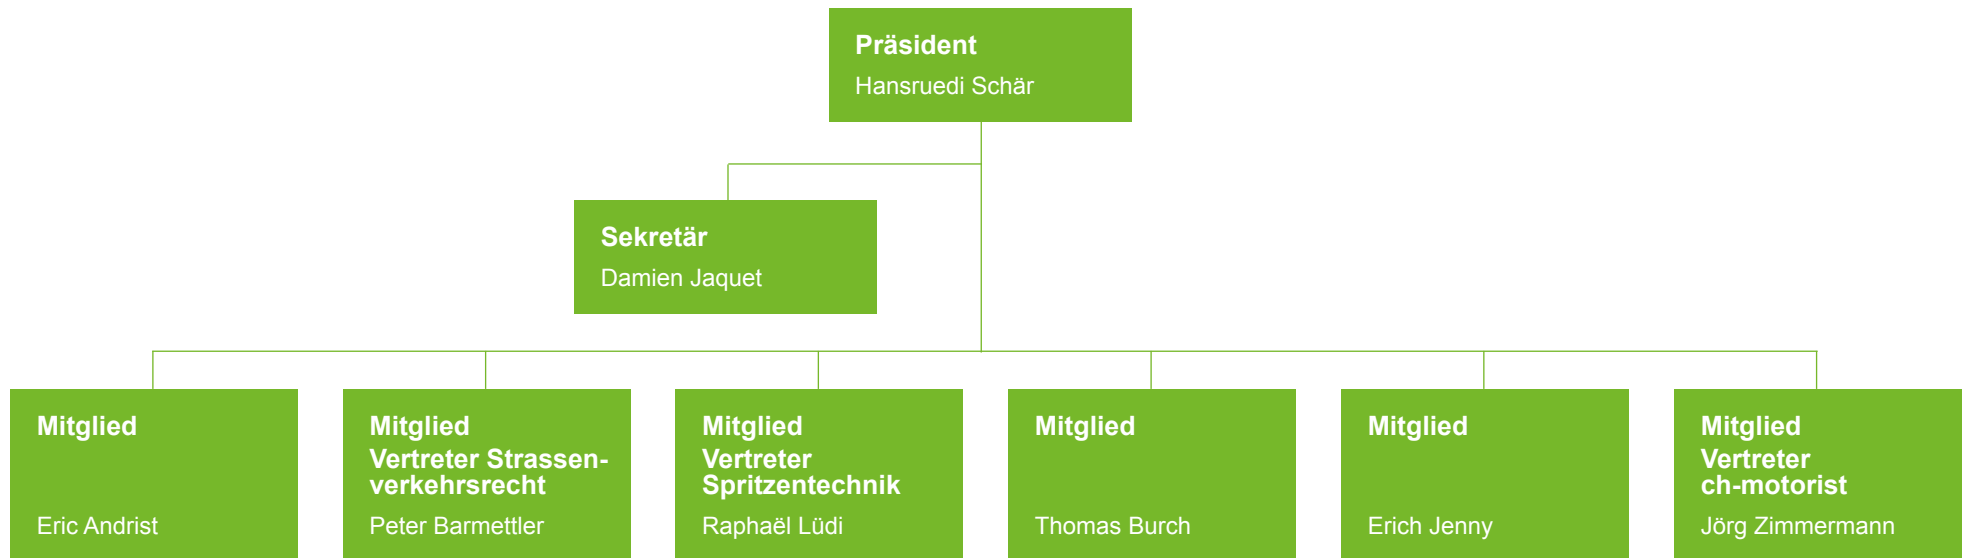 Präsident
Hansruedi Schär
Sekretär
Damien Jaquet
Mitglied
Eric Andrist
Mitglied
Vertreter Strassen-
verkehrsrecht
Peter Barmettler
Mitglied
Vertreter
Spritzentechnik
Raphaël Lüdi
Mitglied
Thomas Burch
Mitglied
Erich Jenny
Mitglied
Vertreter
ch-motorist
Jörg Zimmermann